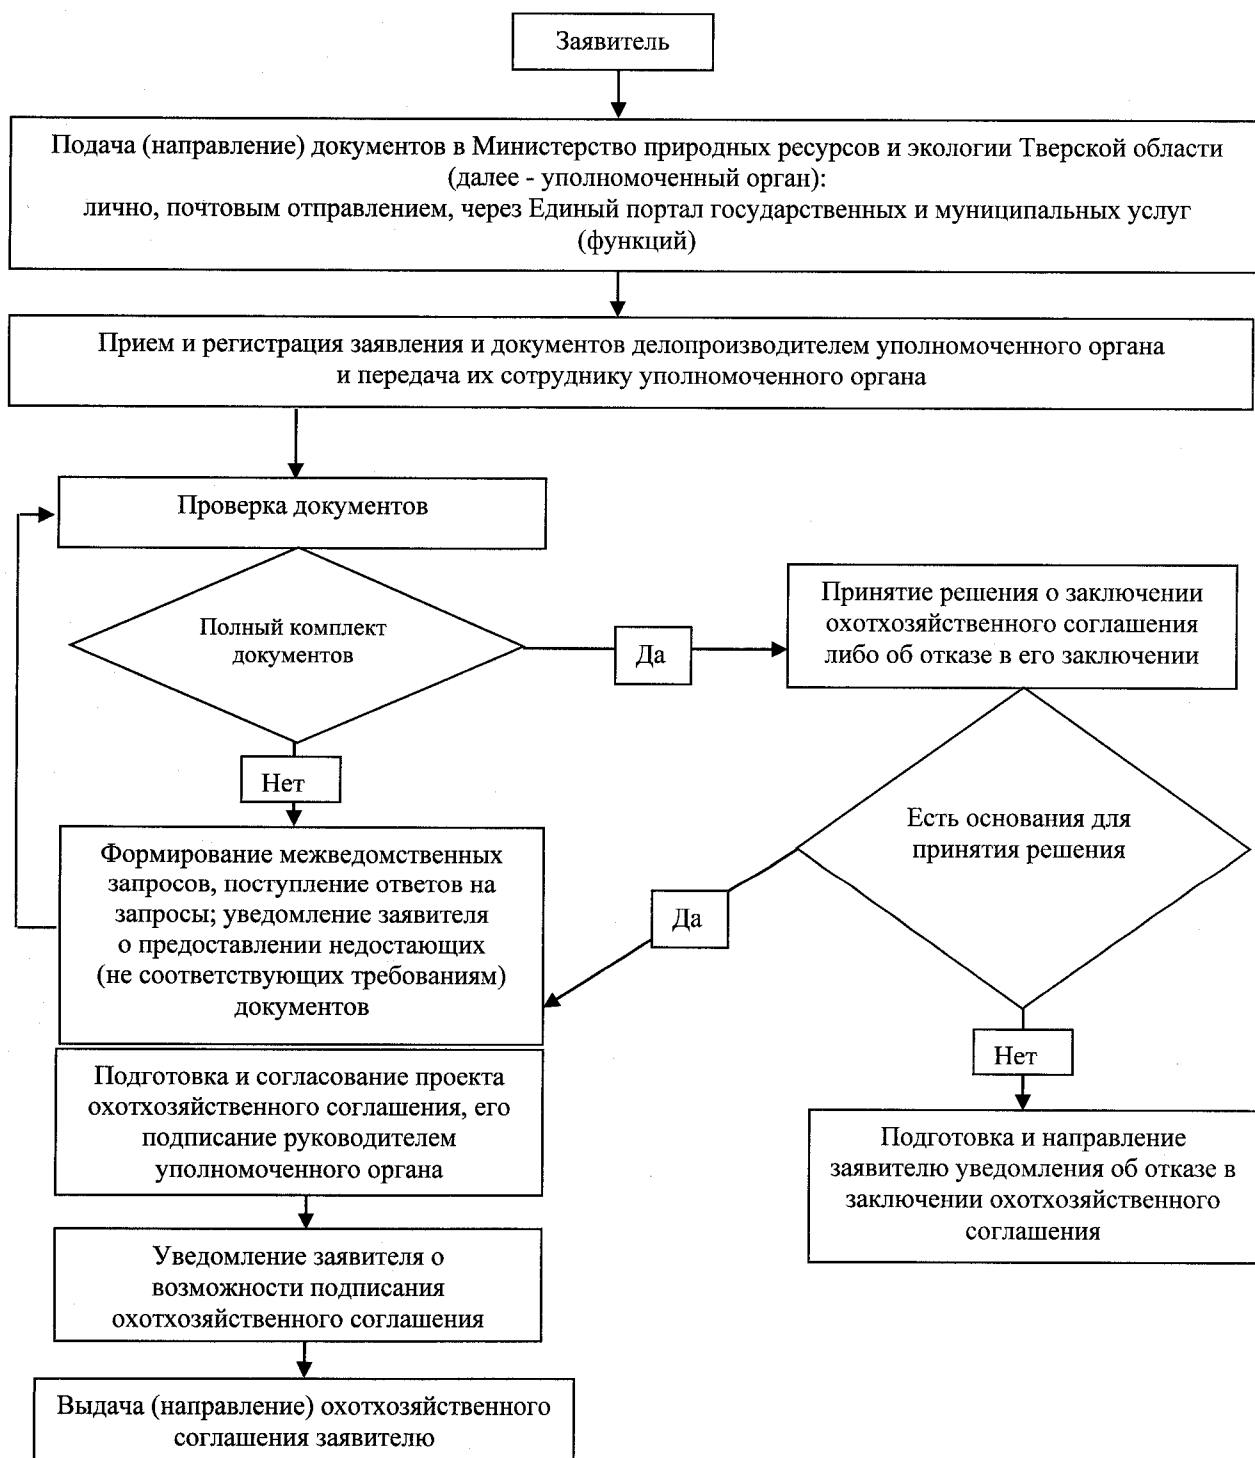 Заявитель
Подача (направление) документов в Министерство природных ресурсов и экологии Тверской области
(далее - уполномоченный орган):
лично, почтовым отправлением, через Единый портал государственных и муниципальных услуг
(функций)
Прием и регистрация заявления и документов делопроизводителем уполномоченного органа
и передача их сотруднику уполномоченного органа
Проверка документов
Полный комплект
документов
Да
Принятие решения о заключении
охотхозяйственного соглашения
либо об отказе в его заключении
Нет
Есть основания для
принятия решения
Формирование межведомственных
запросов, поступление ответов на
запросы; уведомление заявителя
о предоставлении недостающих
(не соответствующих требованиям)
документов
Да
Нет
Подготовка и согласование проекта
охотхозяйственного соглашения, его
подписание руководителем
уполномоченного органа
Подготовка и направление
заявителю уведомления об отказе в
заключении охотхозяйственного
соглашения
Уведомление заявителя о
возможности подписания
охотхозяйственного соглашения
Выдача (направление) охотхозяйственного
соглашения заявителю